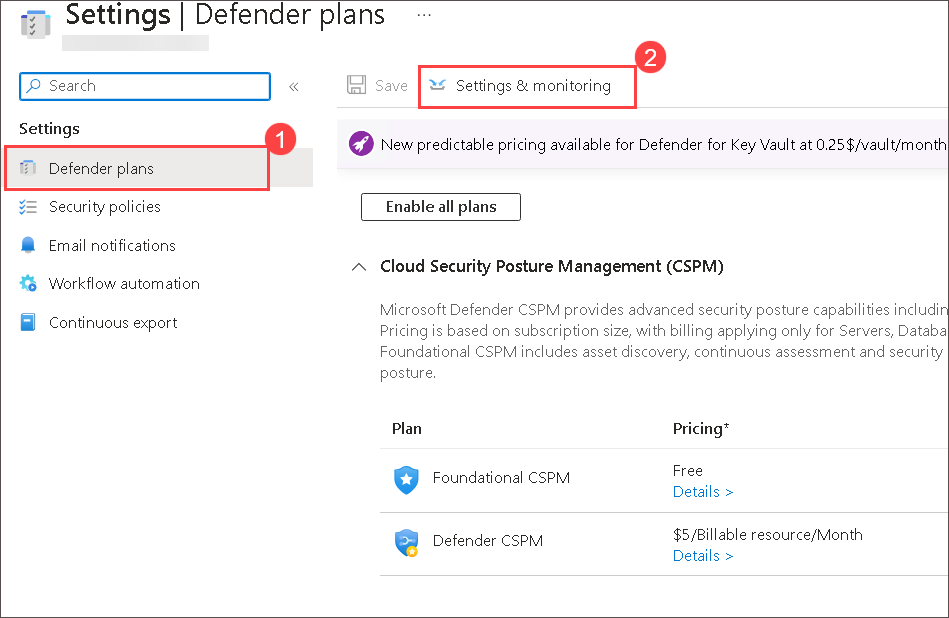 Settings | Defender plans ...
Search
«
Settings
1
Defender plans
Security policies
Email notifications
Workflow automation
Continuous export
Save
Settings & monitoring
2
New predictable pricing available for Defender for Key Vault at 0.25$/vault/month
Enable all plans
Cloud Security Posture Management (CSPM)
Microsoft Defender CSPM provides advanced security posture capabilities includin
Pricing is based on subscription size, with billing applying only for Servers, Databa
Foundational CSPM includes asset discovery, continuous assessment and security
posture.
Plan Pricing*
Foundational CSPM Free
Details >
Defender CSPM $5/Billable resource/Month
Details >